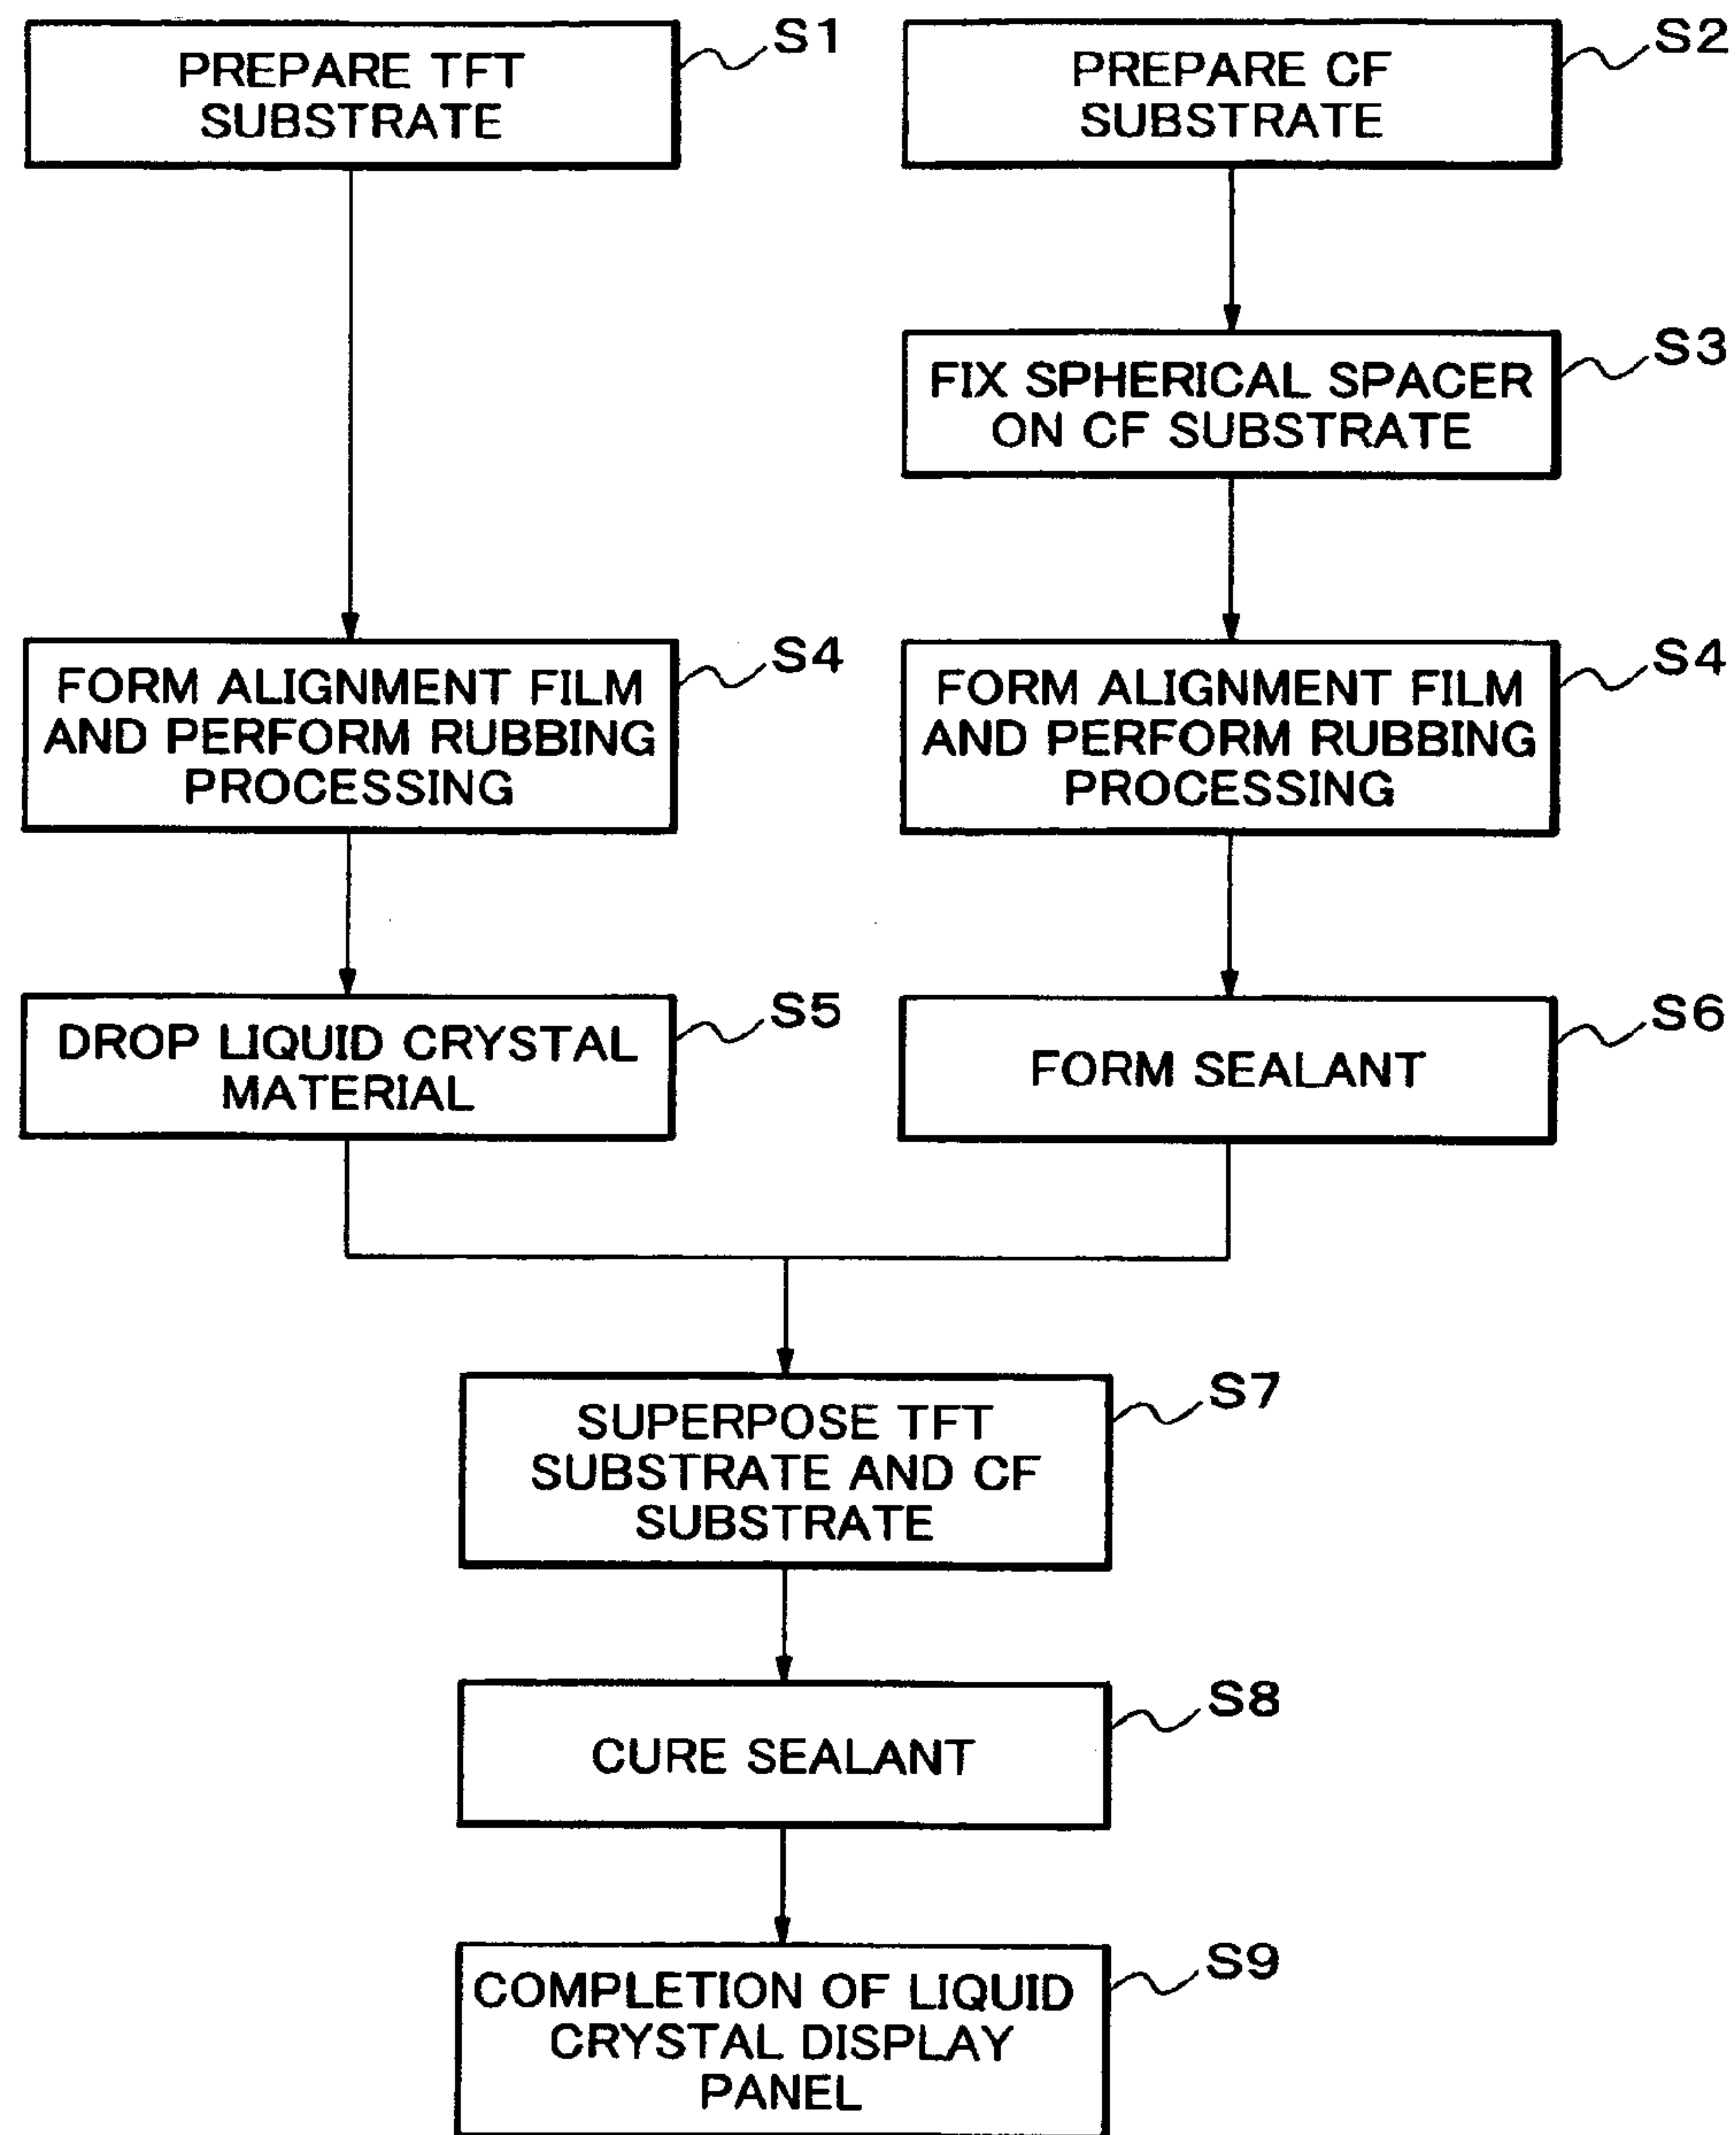 PREPARE TFT
SUBSTRATE
S1
PREPARE CF
SUBSTRATE
S2
FIX SPHERICAL SPACER
ON CF SUBSTRATE
S3
FORM ALIGNMENT FILM
AND PERFORM RUBBING
PROCESSING
S4
FORM ALIGNMENT FILM
AND PERFORM RUBBING
PROCESSING
S4
DROP LIQUID CRYSTAL
MATERIAL
S5
FORM SEALANT
S6
SUPERPOSE TFT
SUBSTRATE AND CF
SUBSTRATE
S7
CURE SEALANT
S8
COMPLETION OF LIQUID
CRYSTAL DISPLAY
PANEL
S9